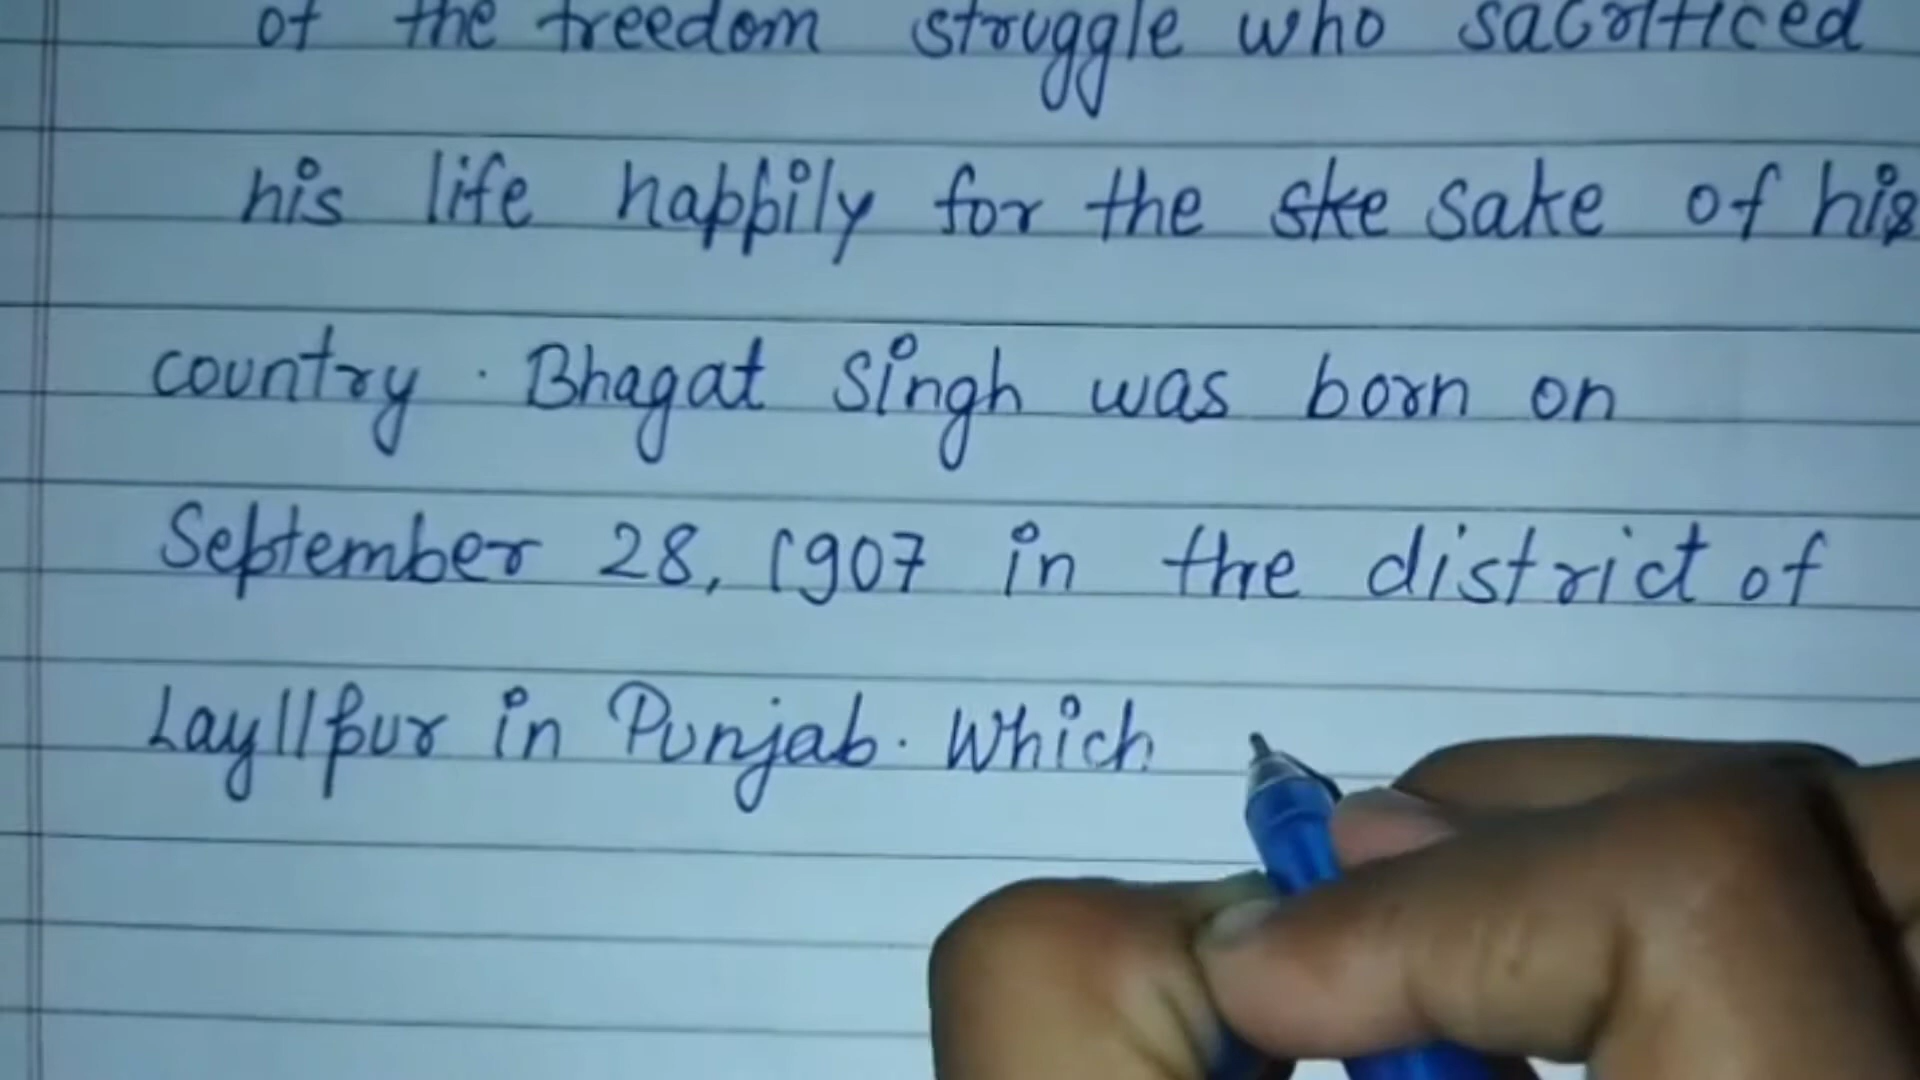 of the freedom struggle who sacrificed
his life happily for the ske sake of his
country. Bhagat Singh was born on
September 28, 1907 in the district of
Layllpur in Punjab. Which